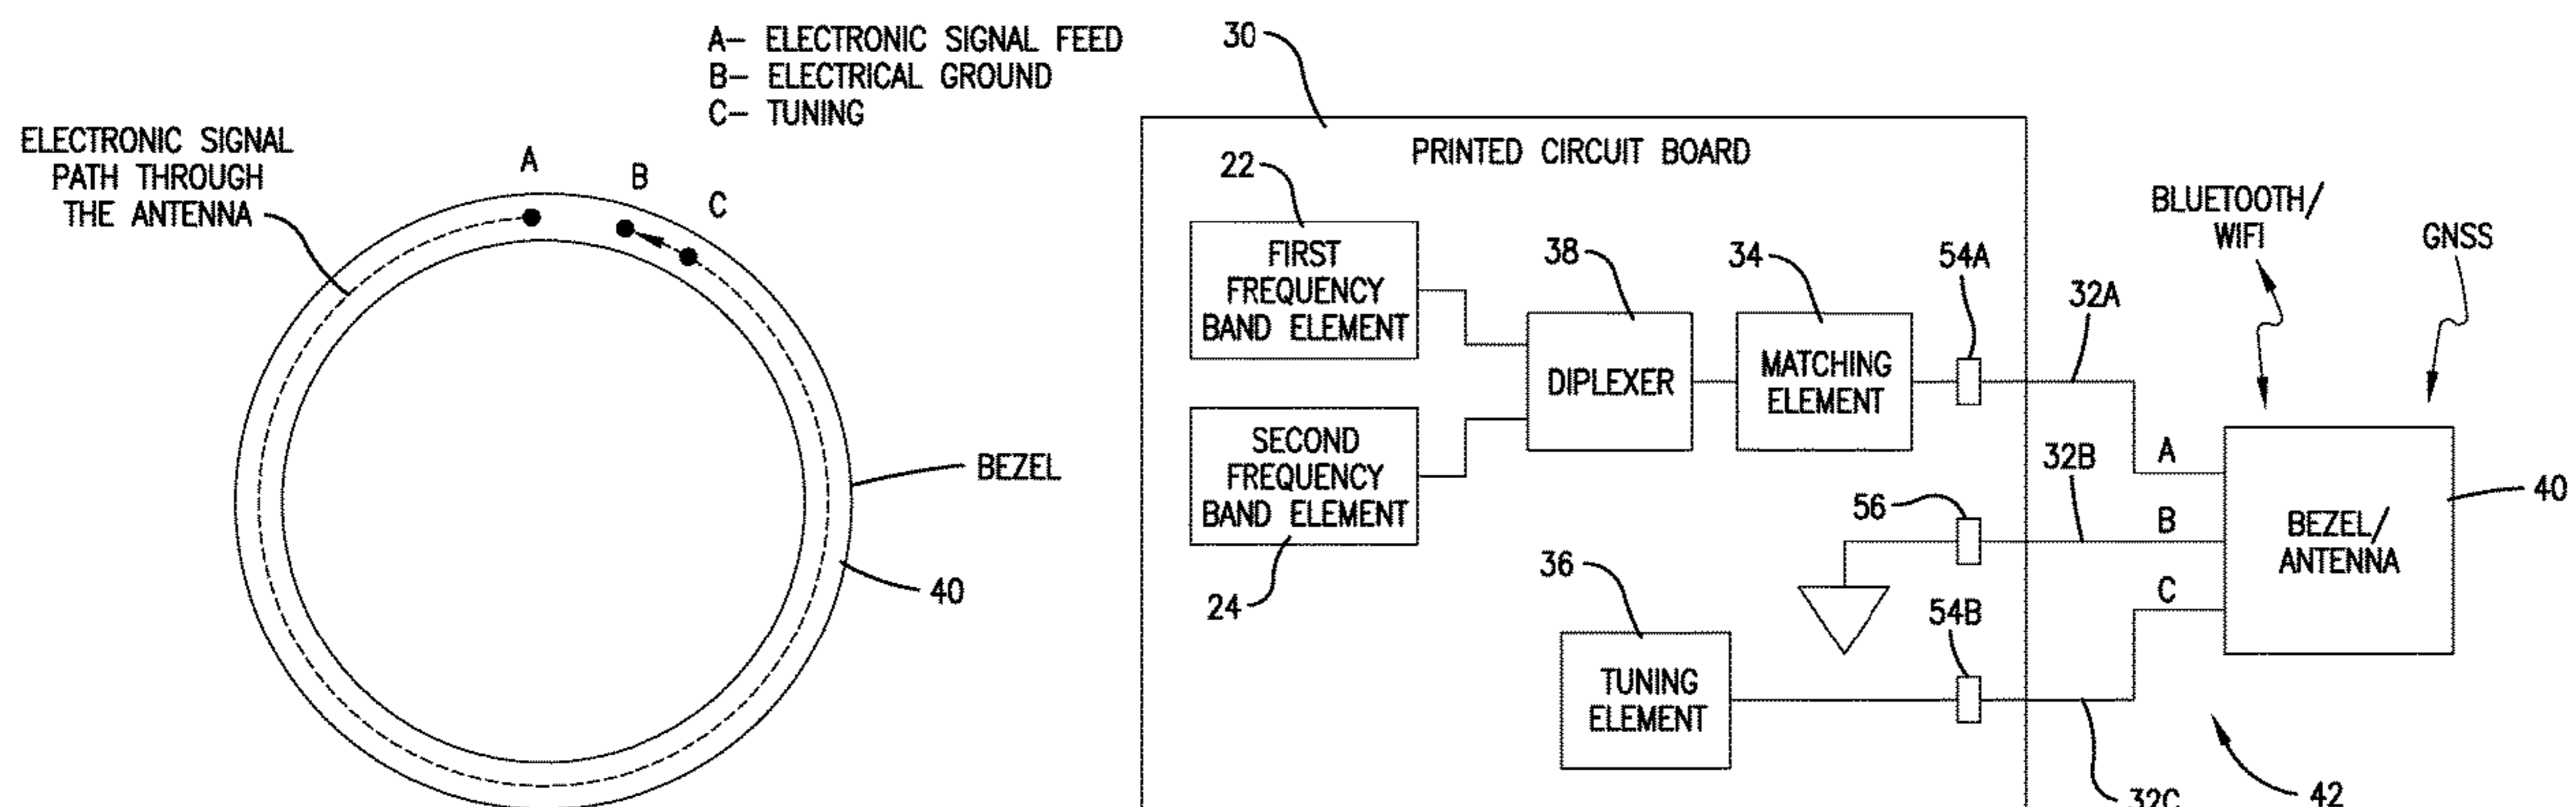 A- ELECTRONIC SIGNAL FEED
B- ELECTRICAL GROUND
C- TUNING
ELECTRONIC SIGNAL
PATH THROUGH
THE ANTENNA
A
B
C
BEZEL
40
30
PRINTED CIRCUIT BOARD
22
FIRST
FREQUENCY
BAND ELEMENT
SECOND
FREQUENCY
BAND ELEMENT
24
38
DIPLEXER
34
MATCHING
ELEMENT
54A
56
36
TUNING
ELEMENT
54B
32A
32B
32C
BLUETOOTH/
WIFI
GNSS
A
B
C
BEZEL/
ANTENNA
40
42